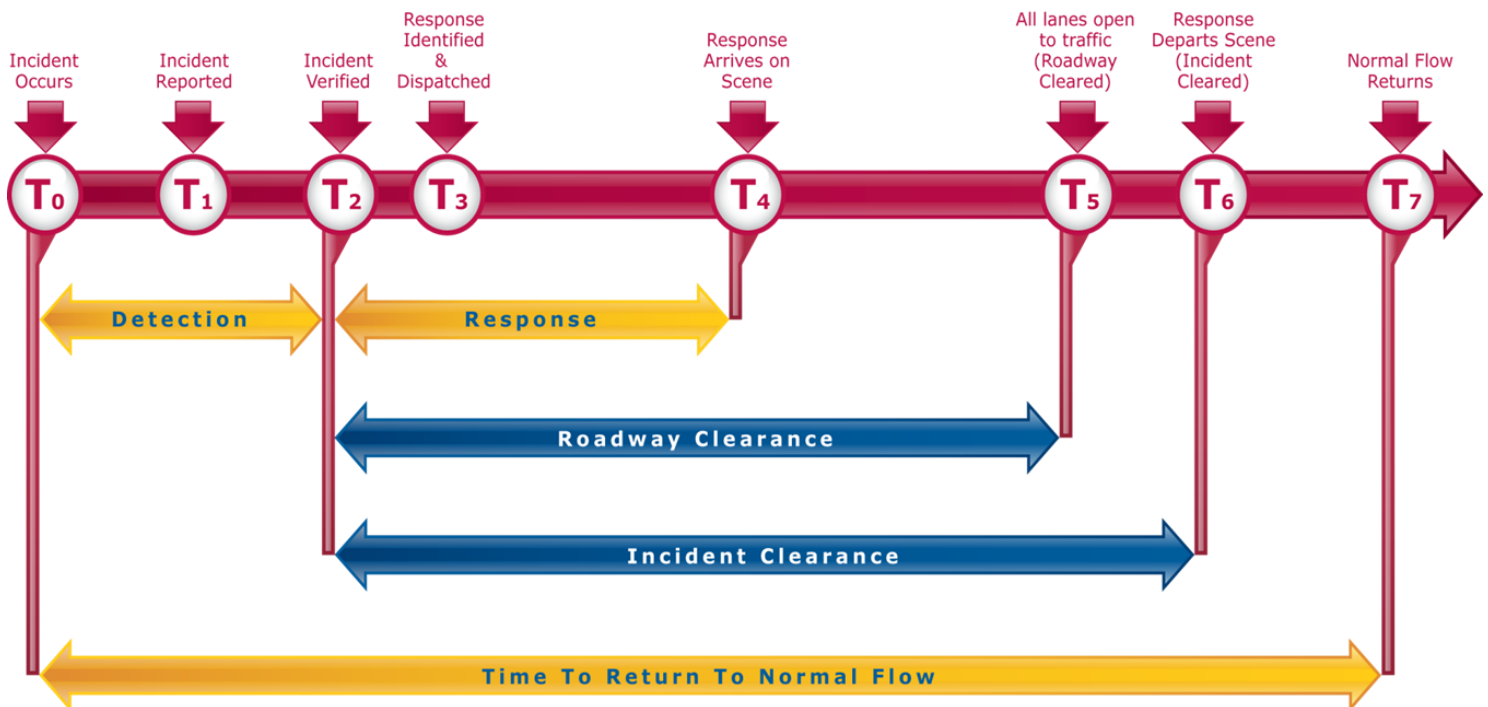 Incident
Occurs
Incident
Reported
Incident
Verified
Response
Identified
&
Dispatched
Response
Arrives on
Scene
All lanes open
to traffic
(Roadway
Cleared)
Response
Departs Scene
(Incident
Cleared)
Normal Flow
Returns
T0
T1
T2
T3
T4
T5
T6
T7
Detection
Response
Roadway Clearance
Incident Clearance
Time To Return To Normal Flow